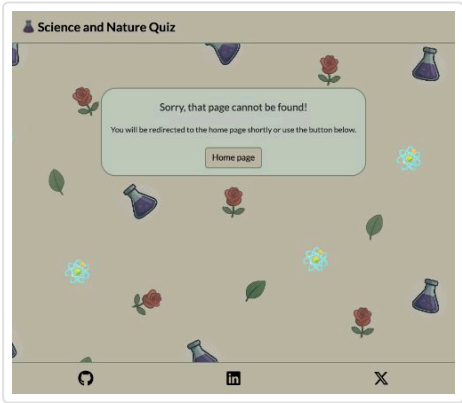 Science and Nature Quiz
Sorry, that page cannot be found!
You will be redirected to the home page shortly or use the button below.
Home page